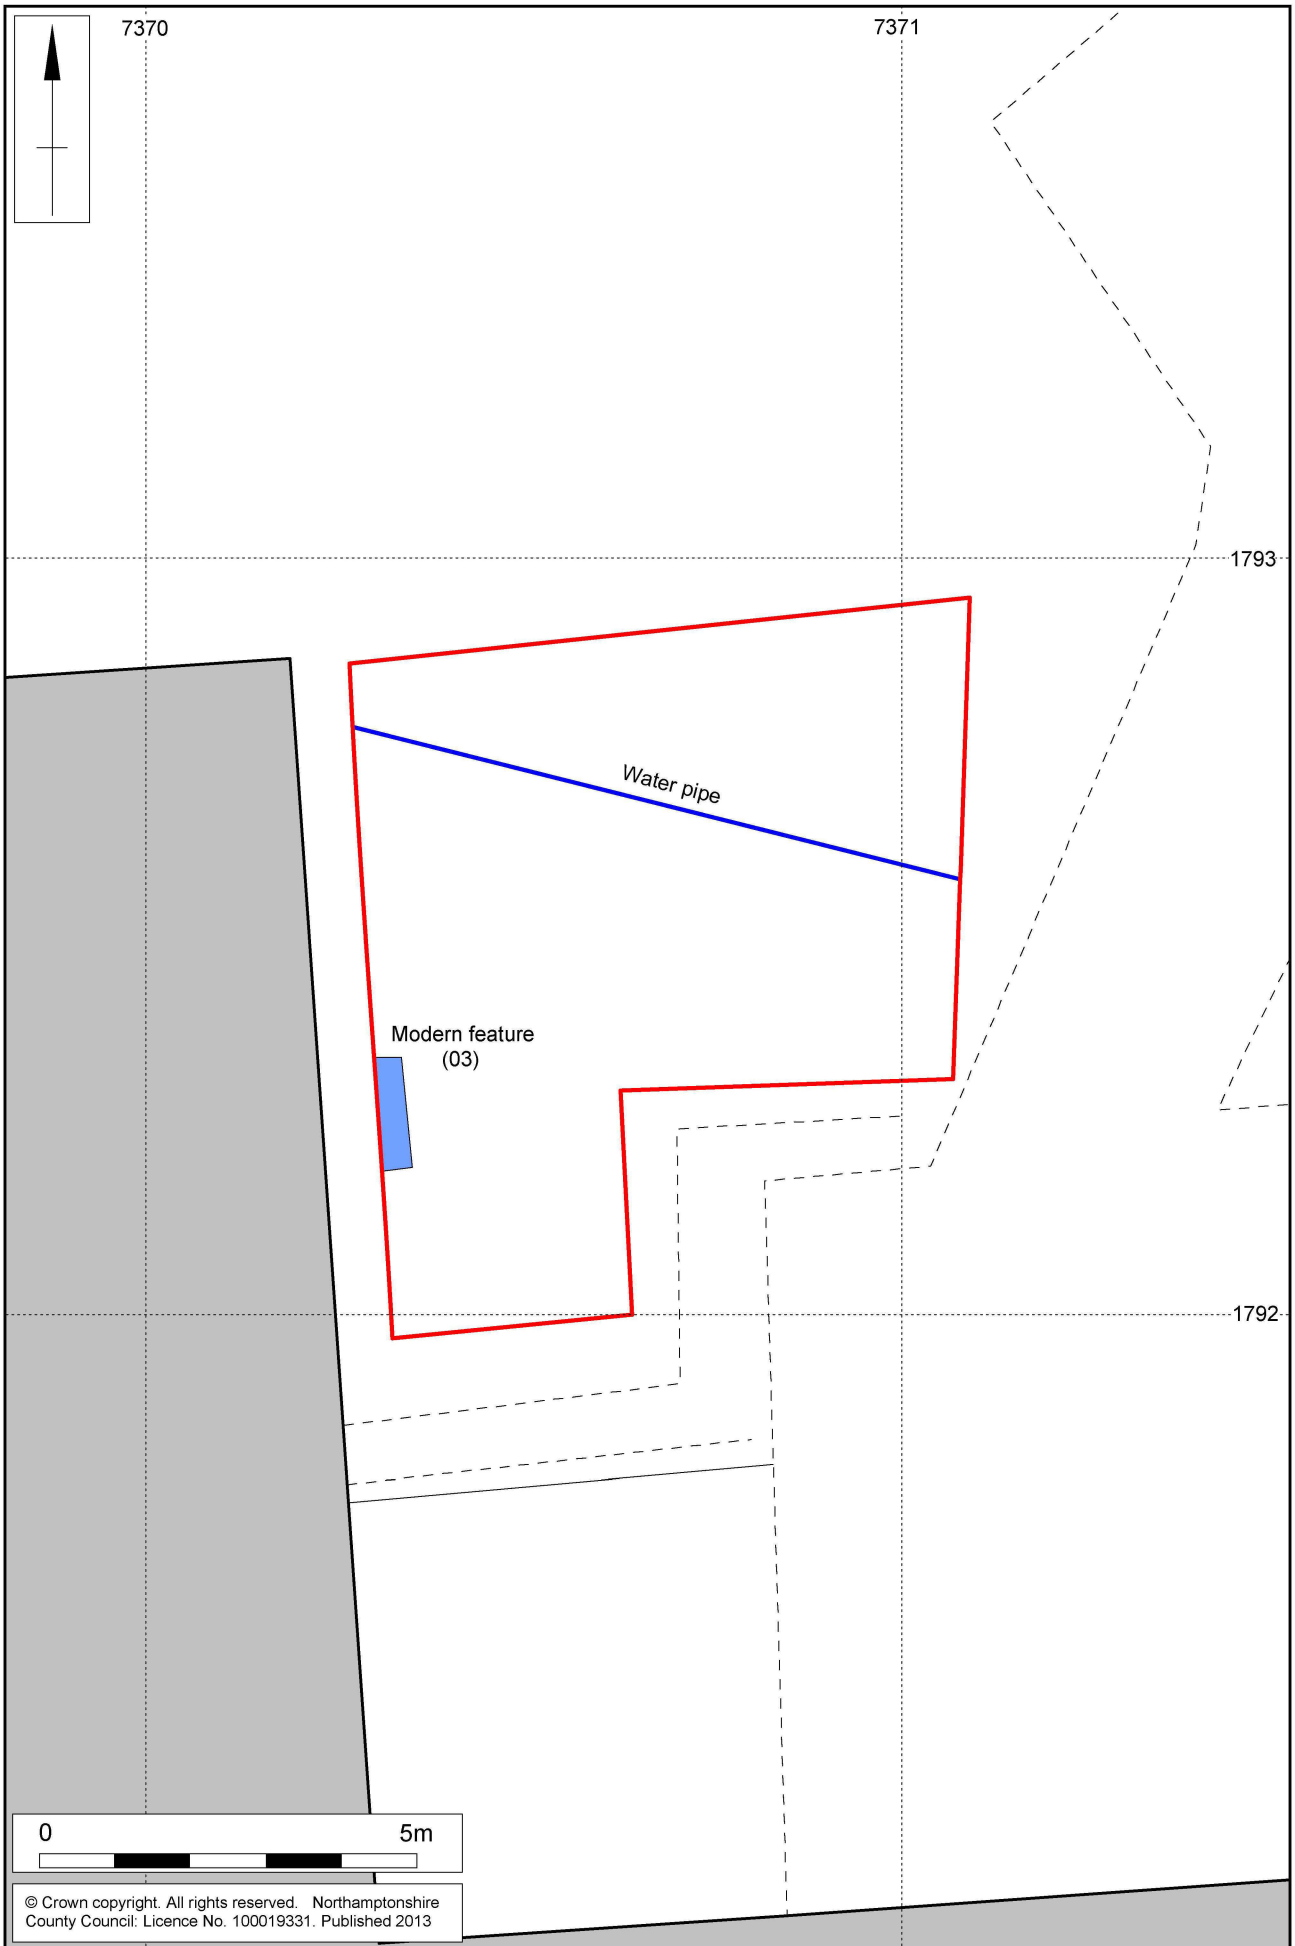 7370
7371
1793
Water pipe
Modern feature
(03)
1792
0 5m
© Crown copyright. All rights reserved. Northamptonshire
County Council: Licence No. 100019331. Published 2013